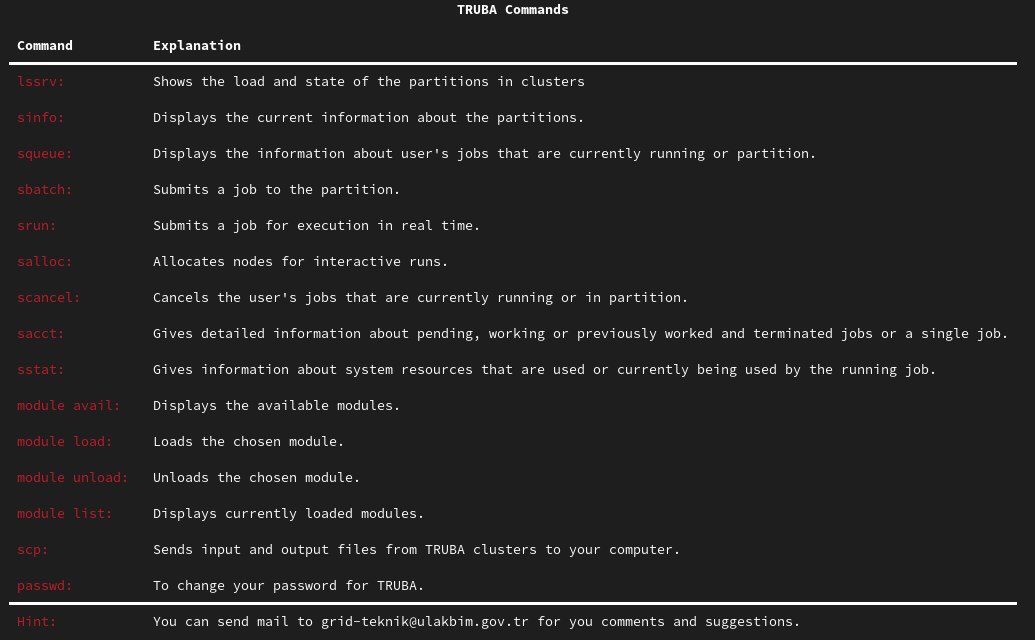 TRUBA Commands
Command Explanation
lssrv: Shows the load and state of the partitions in clusters
sinfo: Displays the current information about the partitions.
squeue: Displays the information about user's jobs that are currently running or partition.
sbatch: Submits a job to the partition.
srun: Submits a job for execution in real time.
salloc: Allocates nodes for interactive runs.
scancel: Cancels the user's jobs that are currently running or in partition.
sacct: Gives detailed information about pending, working or previously worked and terminated jobs or a single job.
sstat: Gives information about system resources that are used or currently being used by the running job.
module avail: Displays the available modules.
module load: Loads the chosen module.
module unload: Unloads the chosen module.
module list: Displays currently loaded modules.
scp: Sends input and output files from TRUBA clusters to your computer.
passwd: To change your password for TRUBA.
Hint: You can send mail to grid-teknik@ulakbim.gov.tr for you comments and suggestions.